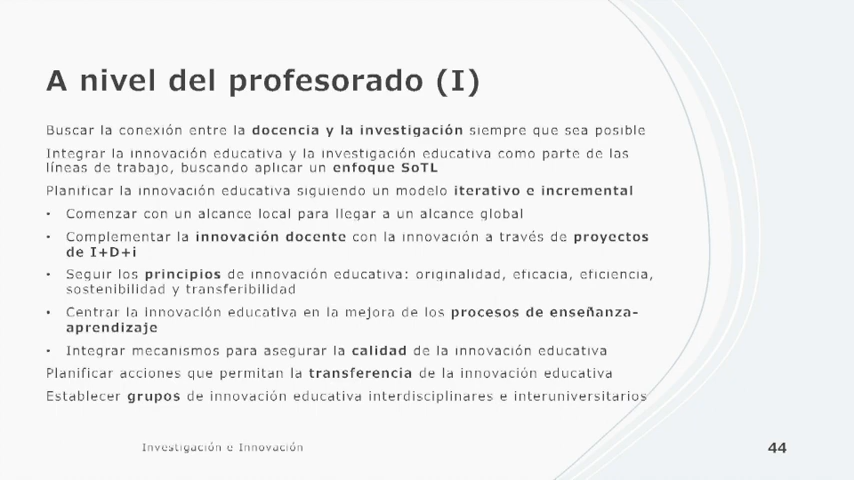 A nivel del profesorado (I)
Buscar la conexión entre la docencia y la investigación siempre que sea posible
Integrar la innovación educativa y la investigación educativa como parte de las
líneas de trabajo, buscando aplicar un enfoque SoTL
Planificar la innovación educativa siguiendo un modelo iterativo e incremental
• Comenzar con un alcance local para llegar a un alcance global
• Complementar la innovación docente con la innovación a través de proyectos
de I+D+i
• Seguir los principios de innovación educativa: originalidad, eficacia, eficiencia,
sostenibilidad y transferibilidad
• Centrar la innovación educativa en la mejora de los procesos de enseñanza-
aprendizaje
• Integrar mecanismos para asegurar la calidad de la innovación educativa
Planificar acciones que permitan la transferencia de la innovación educativa
Establecer grupos de innovación educativa interdisciplinares e interuniversitarios
Investigación e Innovación
44